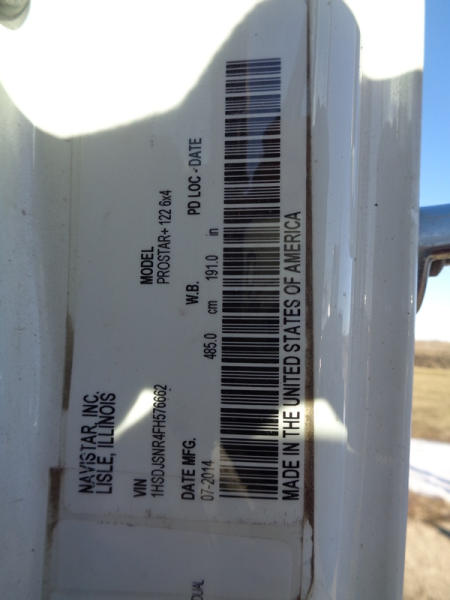 NAVISTAR, INC.
LISLE, ILLINOIS
VIN MODEL
1HSDJSNR4FH576662 PROSTAR+ 122 6x4
DATE MFG. W.B. PD LOC - DATE
07-2014 485.0 cm 191.0 in
MADE IN THE UNITED STATES OF AMERICA
DUAL